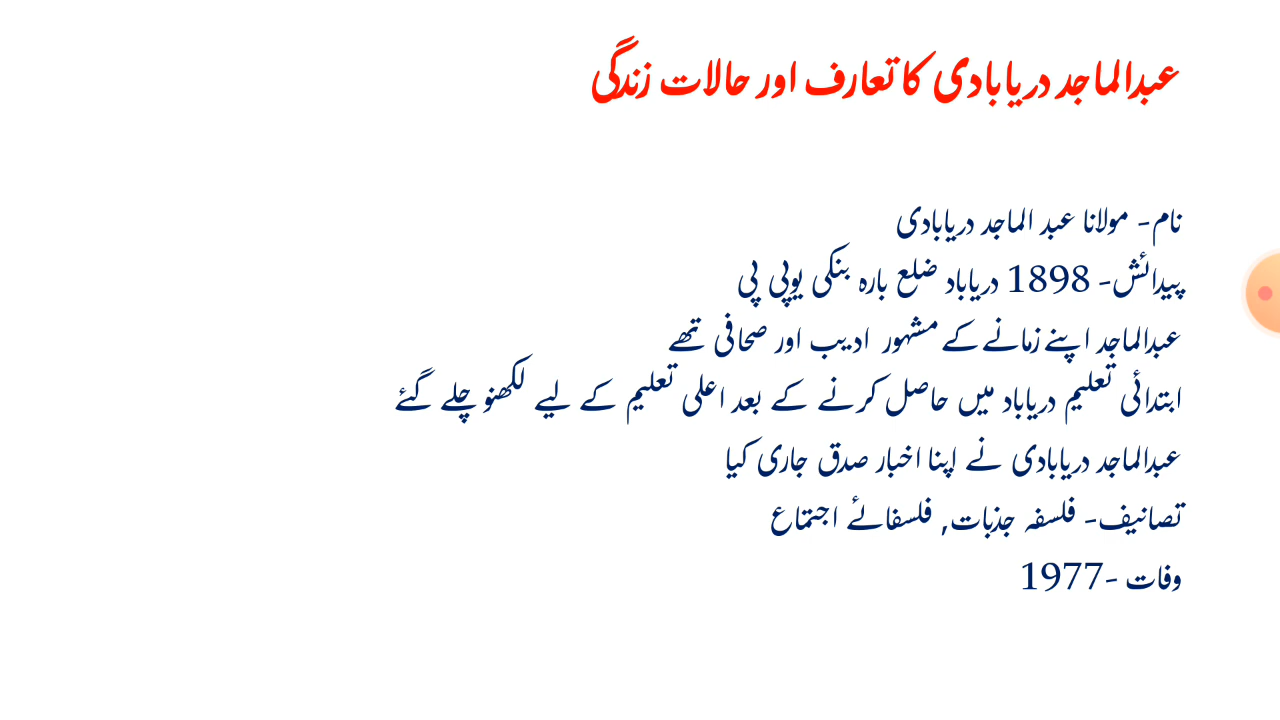 عبدالماجد دریابادی کا تعارف اور حالات زندگی
نام- مولانا عبد الماجد دریابادی
پیدائش- 1898 دریاباد ضلع بارہ بنکی یوپی پی
عبدالماجد اپنے زمانے کے مشہور ادیب اور صحافی تھے
ابتدائی تعلیم دریاباد میں حاصل کرنے کے بعد اعلی تعلیم کے لیے لکھنو چلے گئے
عبدالماجد دریابادی نے اپنا اخبار صدق جاری کیا
تصانیف- فلسفہ جذبات, فلسفائے اجتماع
وفات -1977